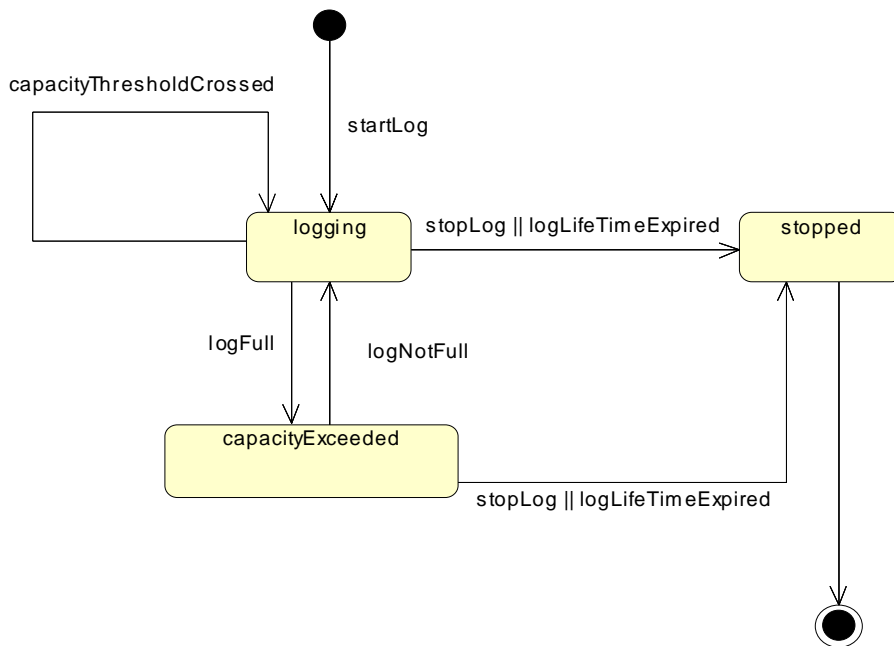 capacityThresholdCrossed
startLog
logging
stopLog || logLifeTimeExpired
stopped
logFull
logNotFull
capacityExceeded
stopLog || logLifeTimeExpired